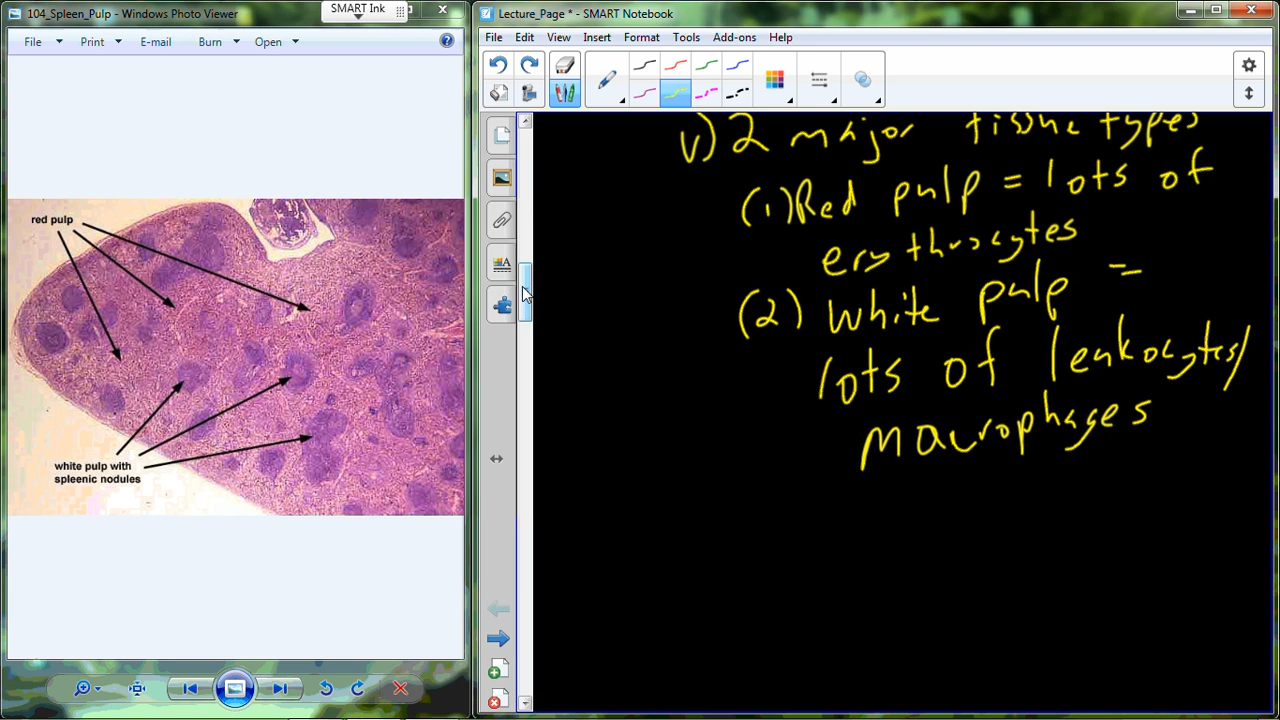 104_Spleen_Pulp - Windows Photo Viewer
SMART Ink
File Print E-mail Burn Open
red pulp
white pulp with
spleenic nodules
Lecture_Page * - SMART Notebook
File Edit View Insert Format Tools Add-ons Help
v) 2 major tissue types
(1) Red pulp = lots of
erythrocytes
(2) White pulp =
lots of leukocytes/
macrophages